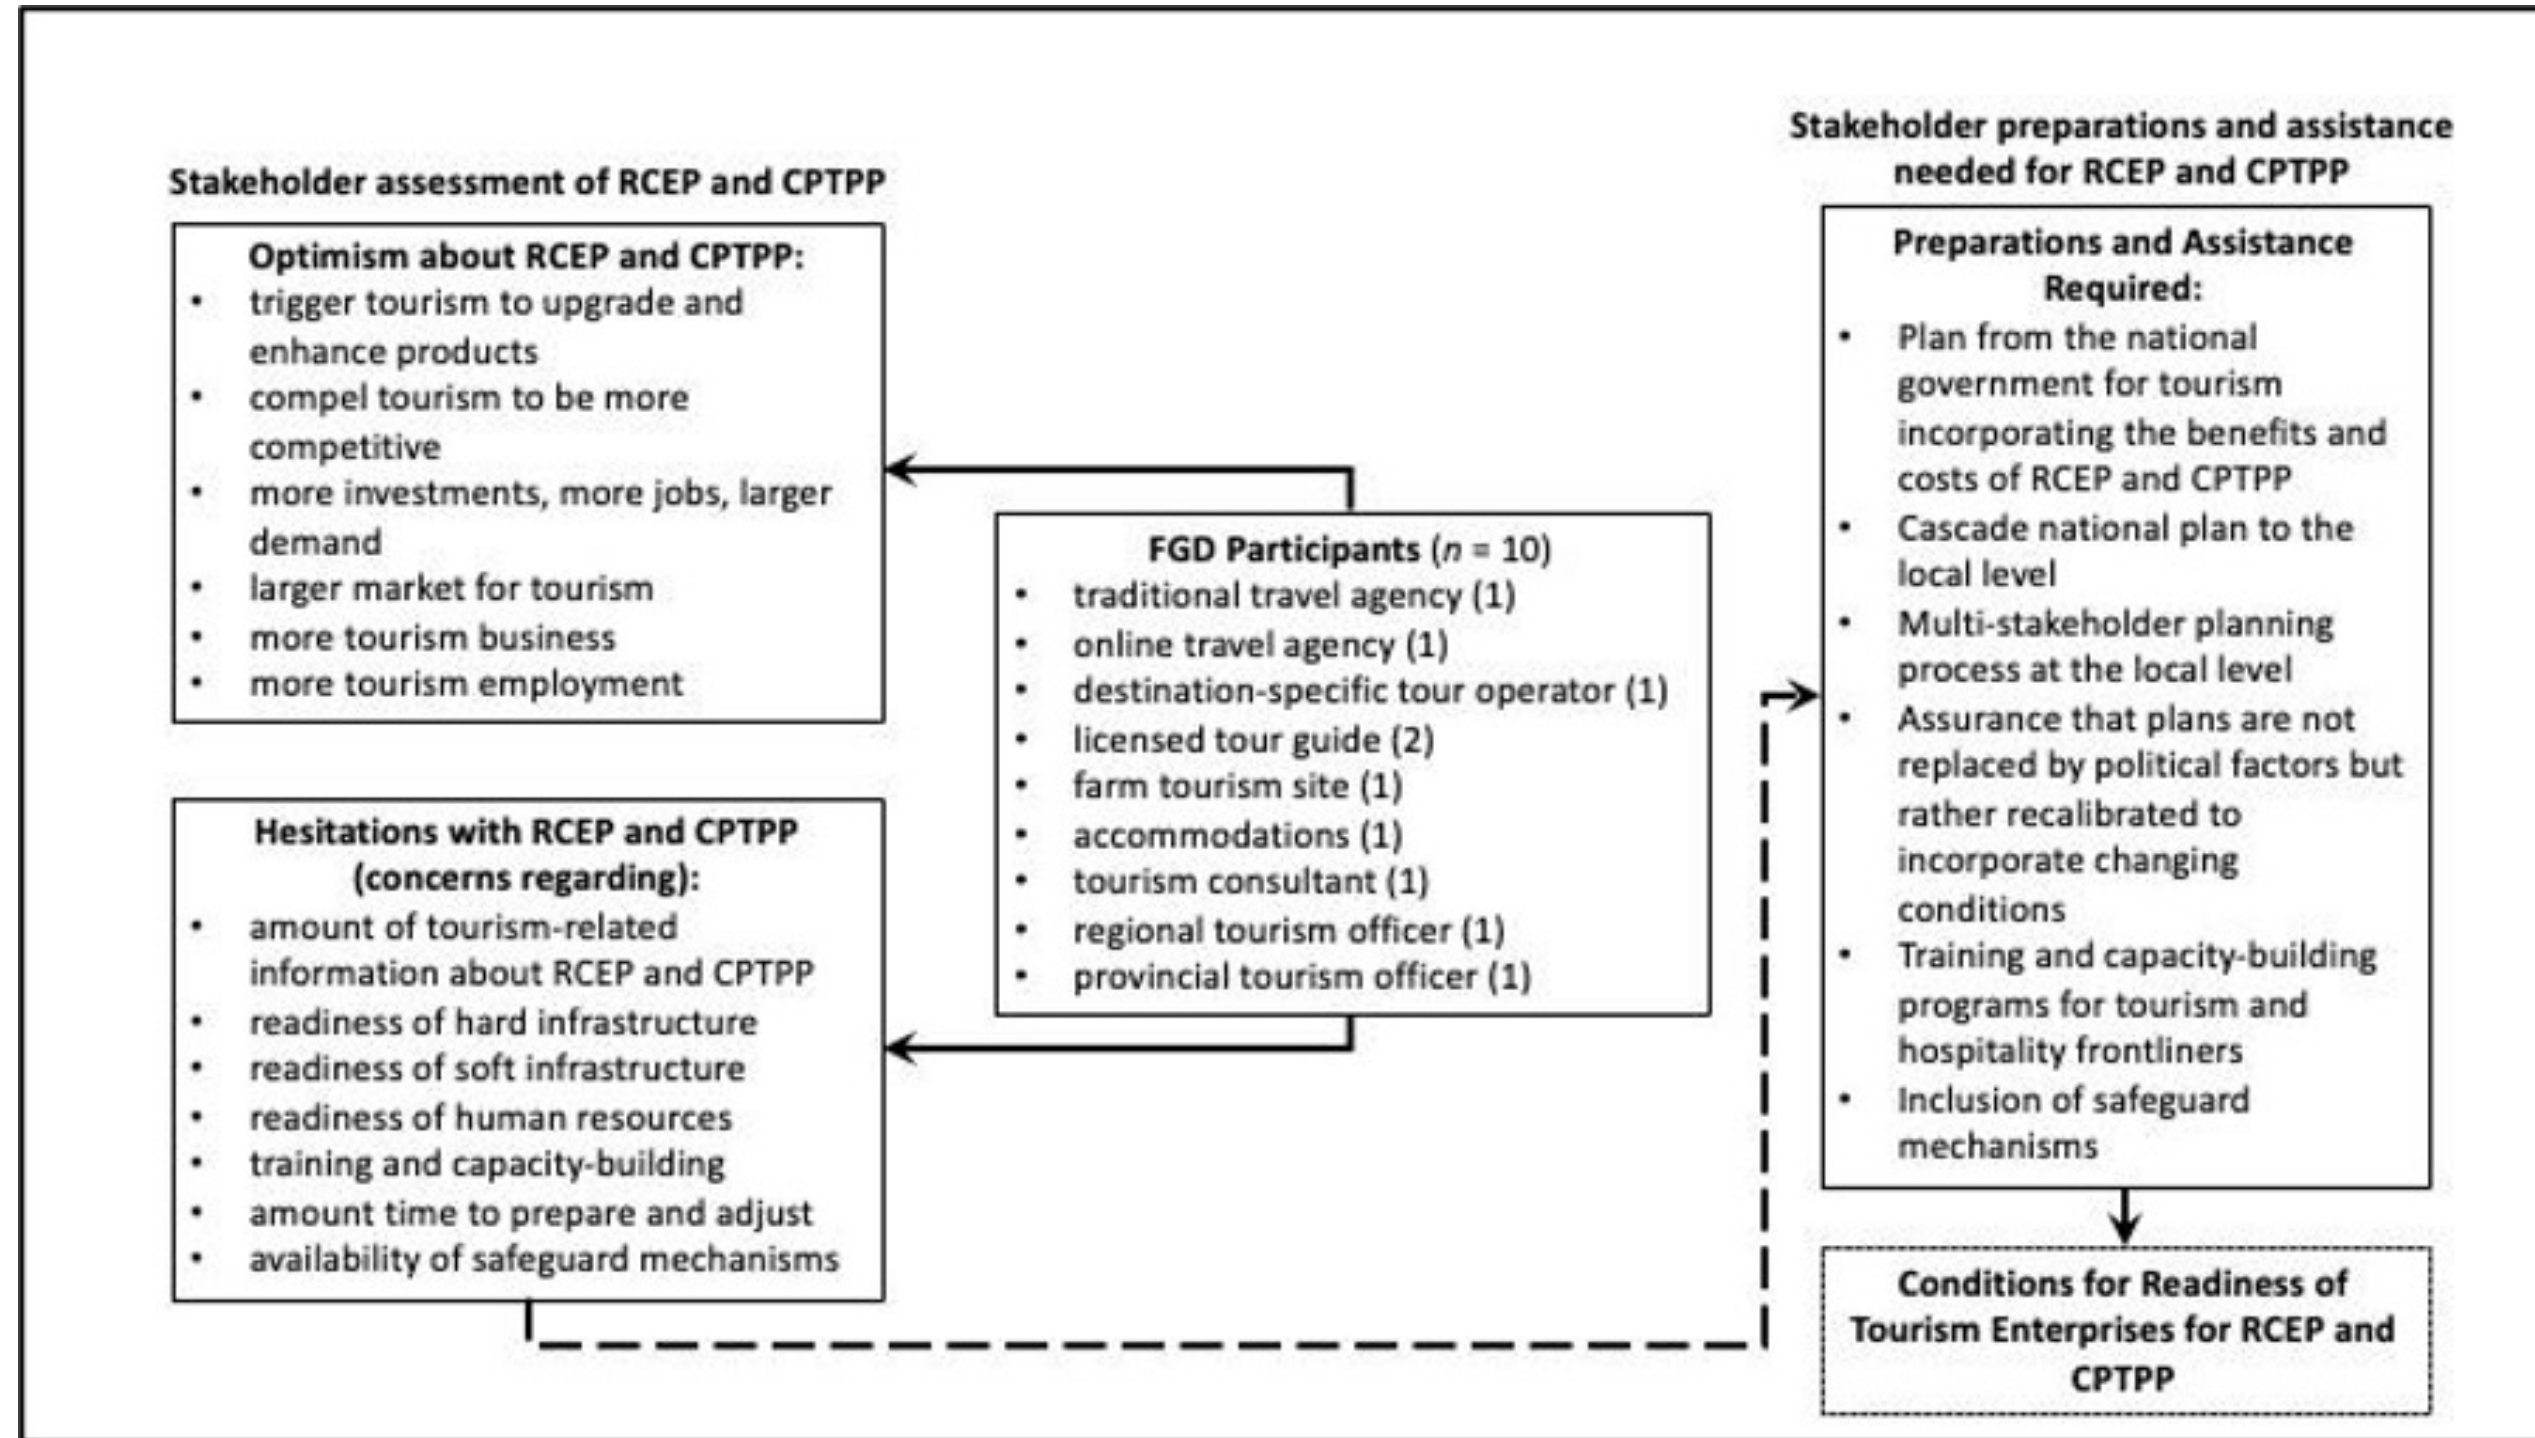 Stakeholder assessment of RCEP and CPTPP
Optimism about RCEP and CPTPP:
• trigger tourism to upgrade and
enhance products
• compel tourism to be more
competitive
• more investments, more jobs, larger
demand
• larger market for tourism
• more tourism business
• more tourism employment
Hesitations with RCEP and CPTPP
(concerns regarding):
• amount of tourism-related
information about RCEP and CPTPP
• readiness of hard infrastructure
• readiness of soft infrastructure
• readiness of human resources
• training and capacity-building
• amount time to prepare and adjust
• availability of safeguard mechanisms
FGD Participants (n = 10)
• traditional travel agency (1)
• online travel agency (1)
• destination-specific tour operator (1)
• licensed tour guide (2)
• farm tourism site (1)
• accommodations (1)
• tourism consultant (1)
• regional tourism officer (1)
• provincial tourism officer (1)
Stakeholder preparations and assistance
needed for RCEP and CPTPP
Preparations and Assistance
Required:
• Plan from the national
government for tourism
incorporating the benefits and
costs of RCEP and CPTPP
• Cascade national plan to the
local level
• Multi-stakeholder planning
process at the local level
• Assurance that plans are not
replaced by political factors but
rather recalibrated to
incorporate changing
conditions
• Training and capacity-building
programs for tourism and
hospitality frontliners
• Inclusion of safeguard
mechanisms
Conditions for Readiness of
Tourism Enterprises for RCEP and
CPTPP